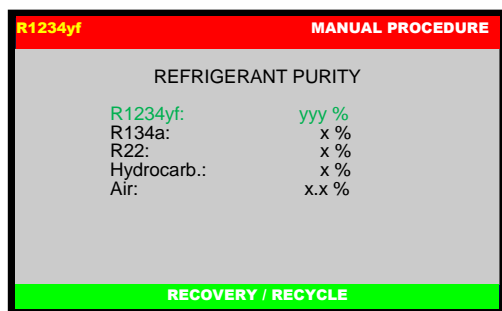 R1234yf MANUAL PROCEDURE
REFRIGERANT PURITY
R1234yf: yyy %
R134a: x %
R22: x %
Hydrocarb.: x %
Air: x.x %
RECOVERY / RECYCLE